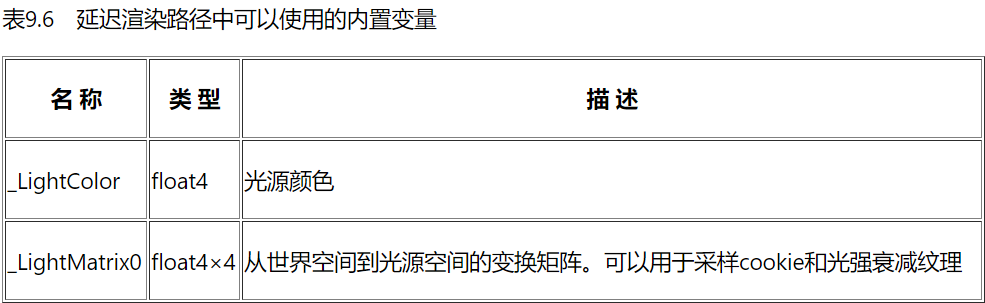 表9.6 延迟渲染路径中可以使用的内置变量
名 称 类 型 描 述
_LightColor float4 光源颜色
_LightMatrix0 float4×4 从世界空间到光源空间的变换矩阵。可以用于采样cookie和光强衰减纹理